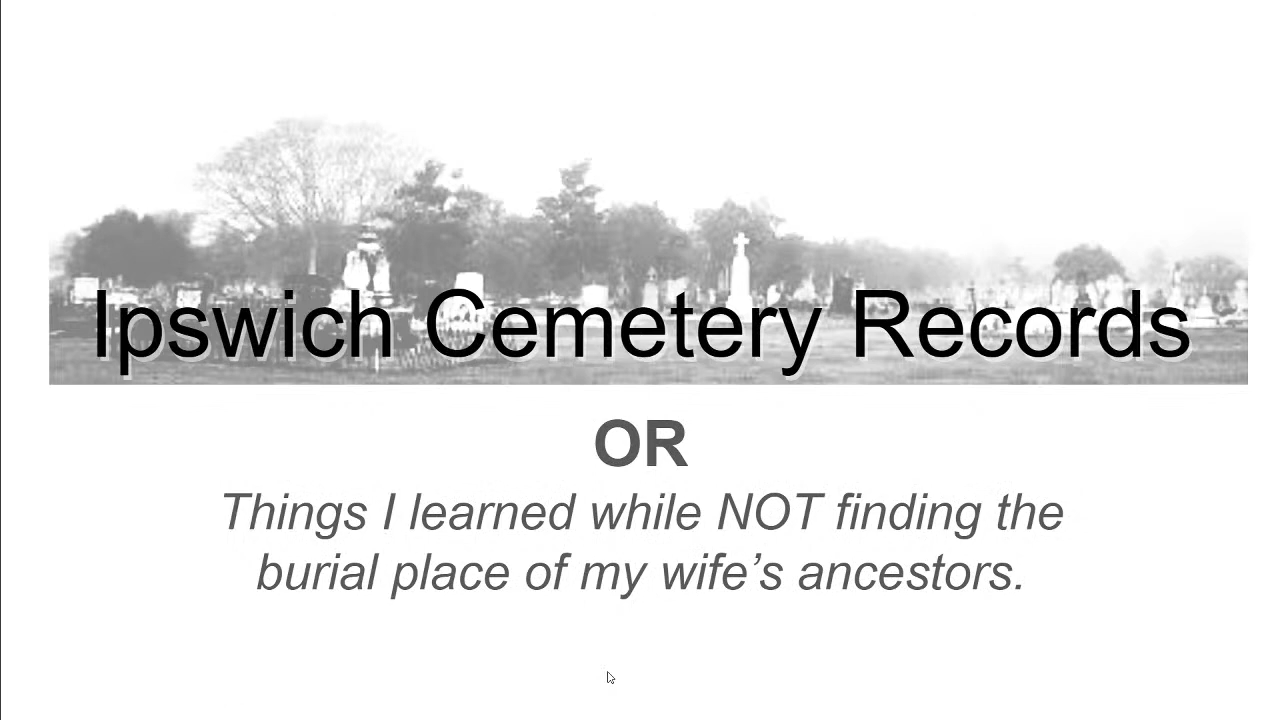 Ipswich Cemetery Records
OR
Things I learned while NOT finding the
burial place of my wife’s ancestors.